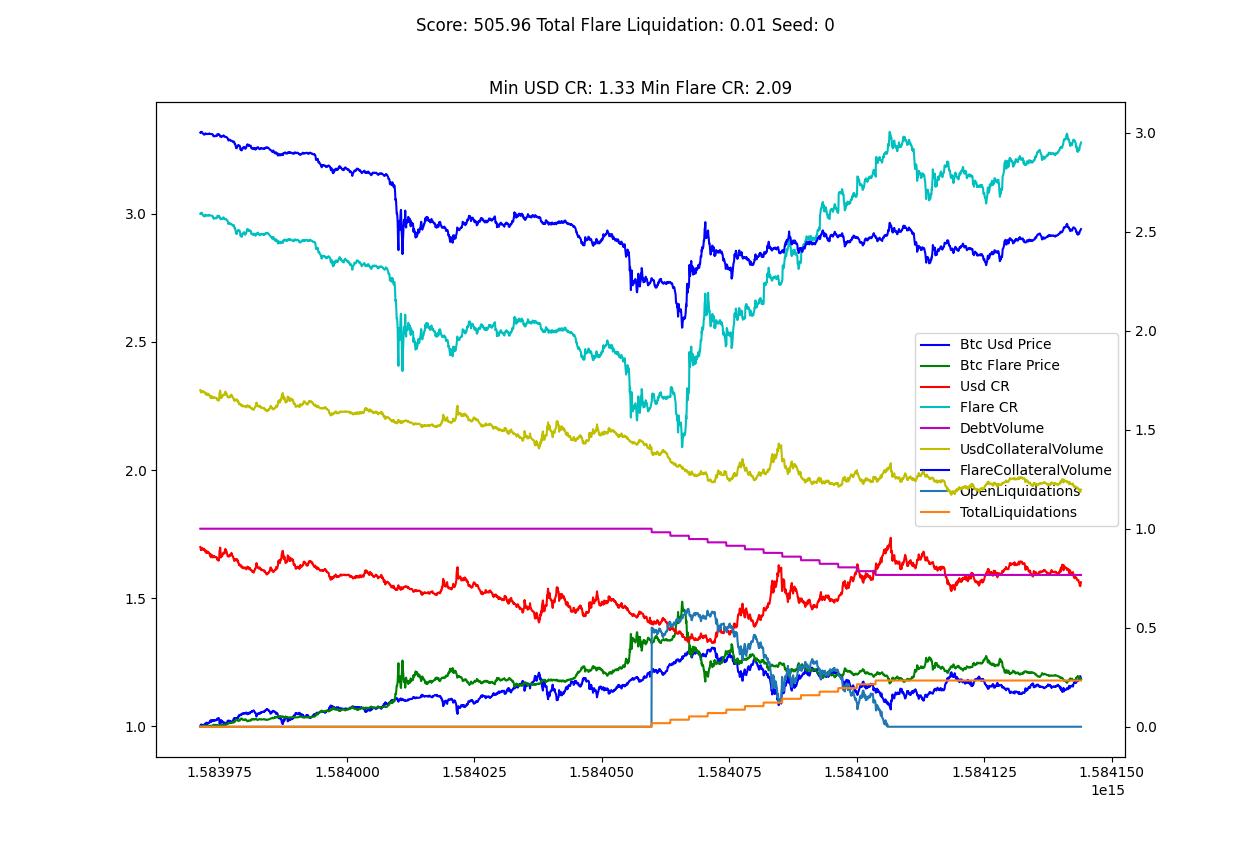 Score: 505.96 Total Flare Liquidation: 0.01 Seed: 0
Min USD CR: 1.33 Min Flare CR: 2.09
3.0
2.5
2.0
1.5
1.0
3.0
2.5
2.0
1.5
1.0
0.5
0.0
Btc Usd Price
Btc Flare Price
Usd CR
Flare CR
DebtVolume
UsdCollateralVolume
FlareCollateralVolume
OpenLiquidations
TotalLiquidations
1.583975 1.584000 1.584025 1.584050 1.584075 1.584100 1.584125 1.584150
1e15